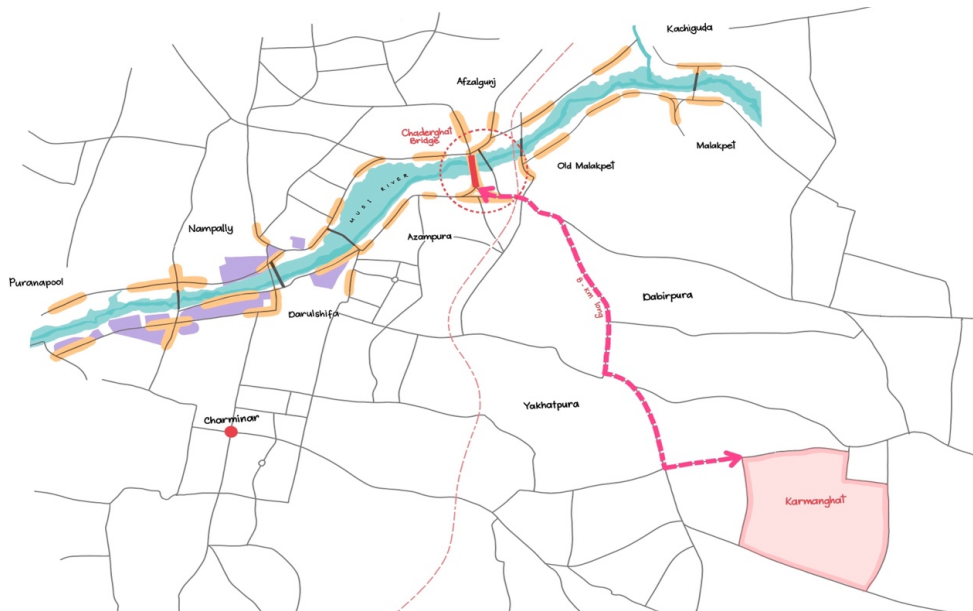 Kachiguda
Afzalgunj
Chaderghat
Bridge
Malakpet
Old Malakpet
MUSI RIVER
Nampally
Azampura
Puranapool
8 - km long
Dabirpura
Darulshifa
Yakhatpura
Charminar
Karmanghat